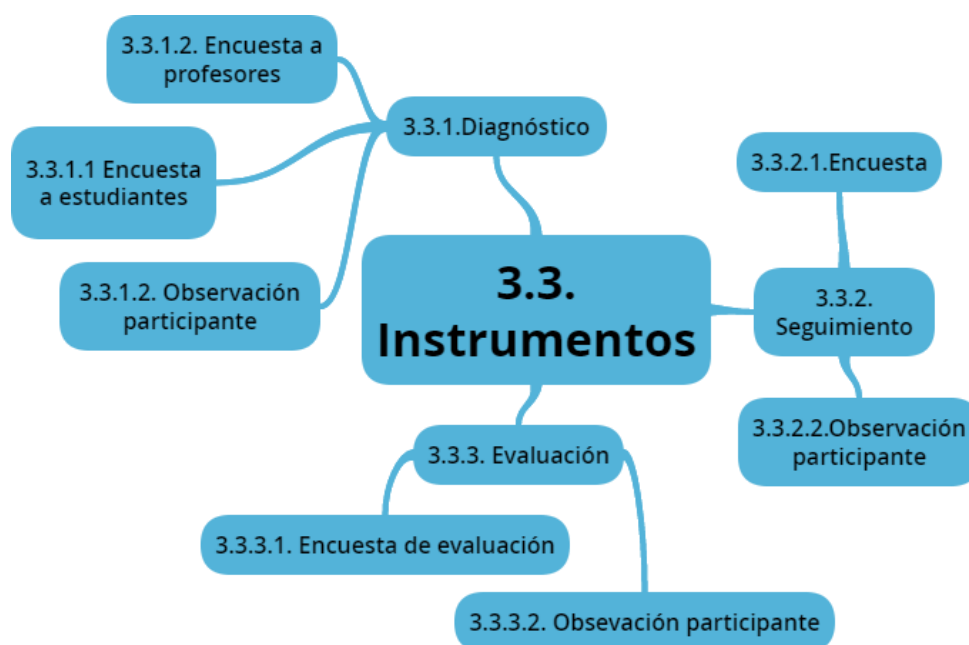 3.3.1.2. Encuesta a
profesores
3.3.1.Diagnóstico
3.3.1.1 Encuesta
a estudiantes
3.3.1.2. Observación
participante
3.3.
Instrumentos
3.3.2.1.Encuesta
3.3.2.
Seguimiento
3.3.2.2.Observación
participante
3.3.3. Evaluación
3.3.3.1. Encuesta de evaluación
3.3.3.2. Obsevación participante